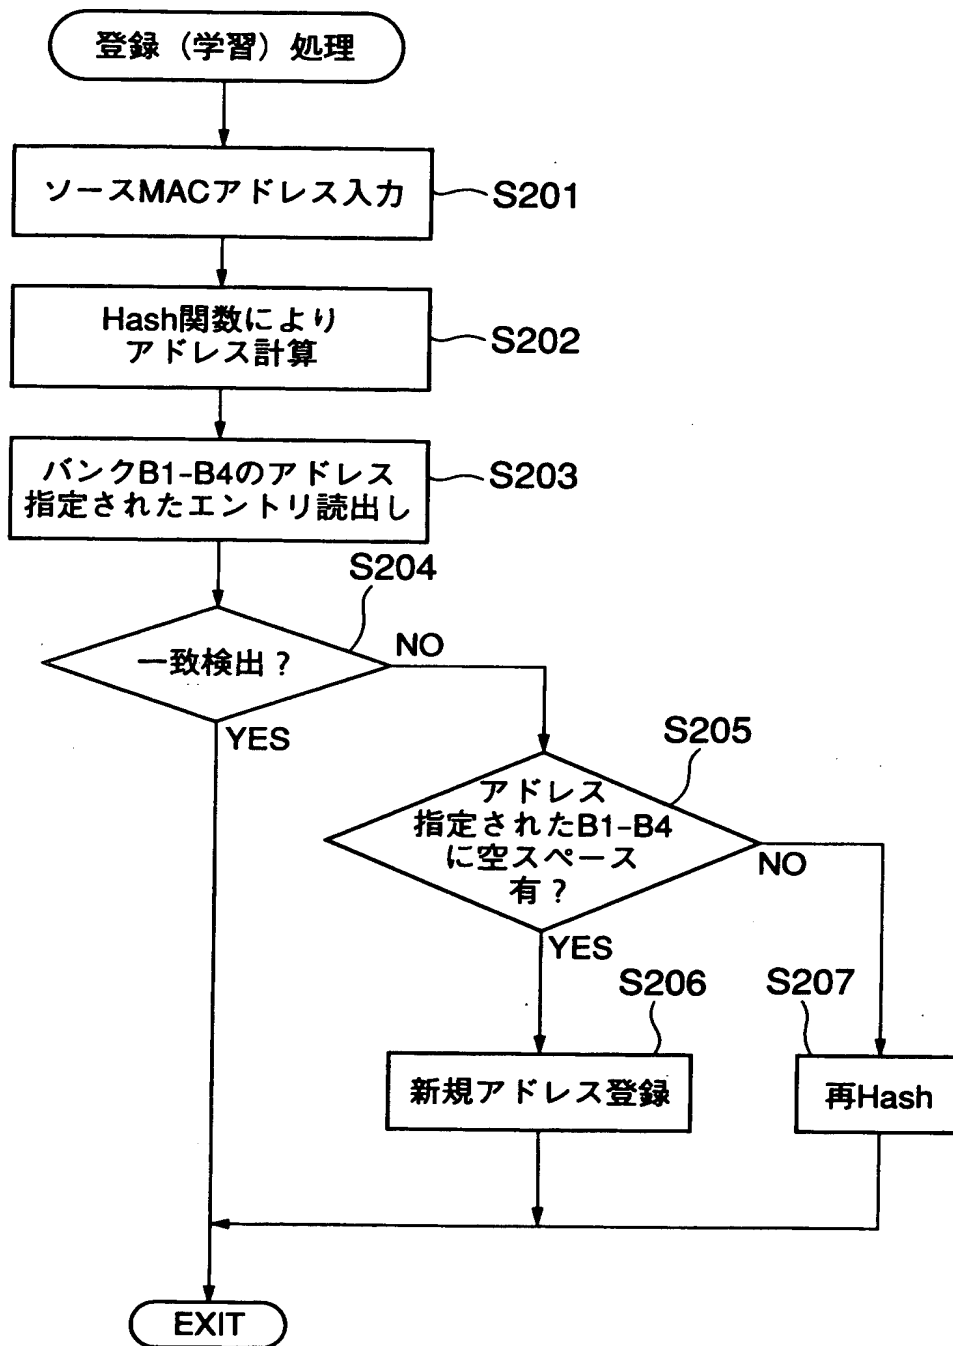 登録（学習）処理
ソースMACアドレス入力
S201
Hash関数により
アドレス計算
S202
バンクB1-B4のアドレス
指定されたエントリ読出し
S203
S204
一致検出？
NO
YES
S205
アドレス
指定されたB1-B4
に空スペース
有？
NO
YES
S206
S207
新規アドレス登録
再Hash
EXIT